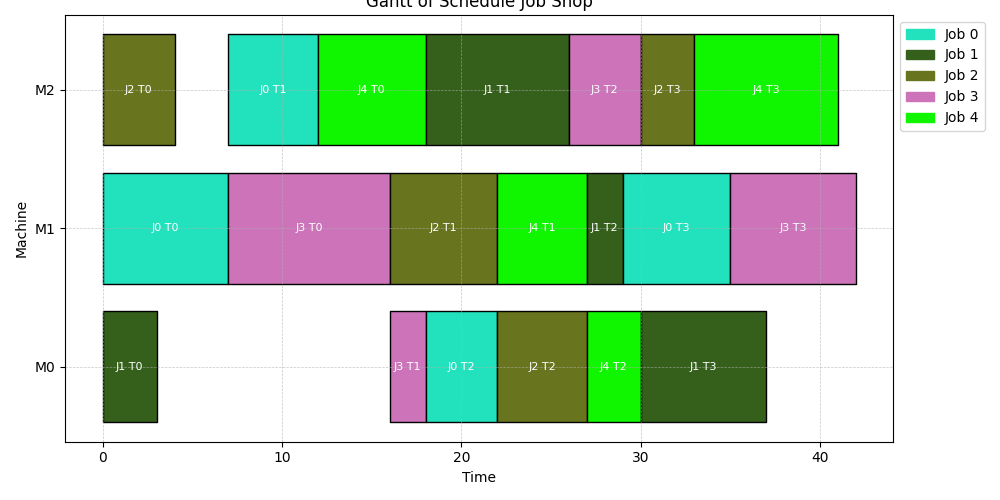 Gantt of Schedule Job Shop
M2
J2 T0
J0 T1
J4 T0
J1 T1
J3 T2
J2 T3
J4 T3
M1
J0 T0
J3 T0
J2 T1
J4 T1
J1 T2
J0 T3
J3 T3
M0
J1 T0
J3 T1
J0 T2
J2 T2
J4 T2
J1 T3
Machine
0
10
20
30
40
Time
Job 0
Job 1
Job 2
Job 3
Job 4